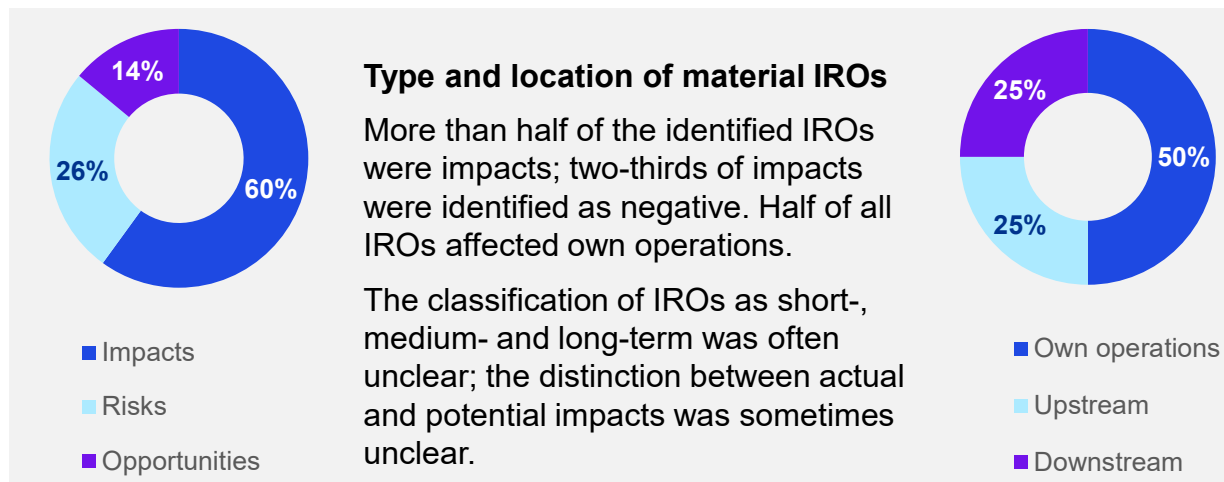 14%
26%
60%
Impacts
Risks
Opportunities
Type and location of material IROs
More than half of the identified IROs
were impacts; two-thirds of impacts
were identified as negative. Half of all
IROs affected own operations.
The classification of IROs as short-,
medium- and long-term was often
unclear; the distinction between actual
and potential impacts was sometimes
unclear.
25%
50%
25%
Own operations
Upstream
Downstream